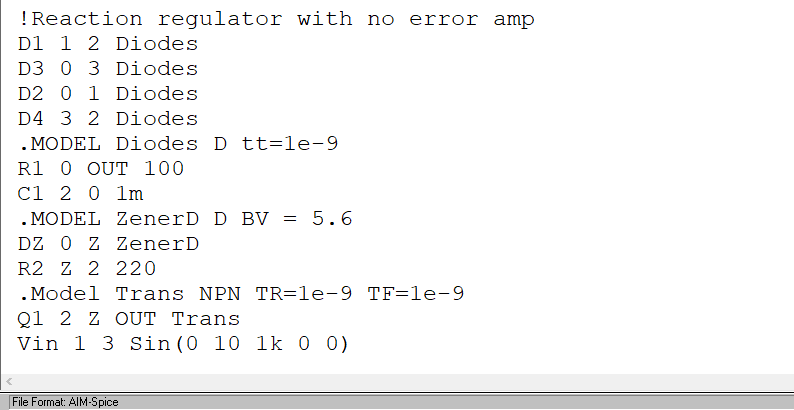 !Reaction regulator with no error amp
D1 1 2 Diodes
D3 0 3 Diodes
D2 0 1 Diodes
D4 3 2 Diodes
.MODEL Diodes D tt=1e-9
R1 0 OUT 100
C1 2 0 1m
.MODEL ZenerD D BV = 5.6
DZ 0 Z ZenerD
R2 Z 2 220
.Model Trans NPN TR=1e-9 TF=1e-9
Q1 2 Z OUT Trans
Vin 1 3 Sin(0 10 1k 0 0)
File Format: AIM-Spice